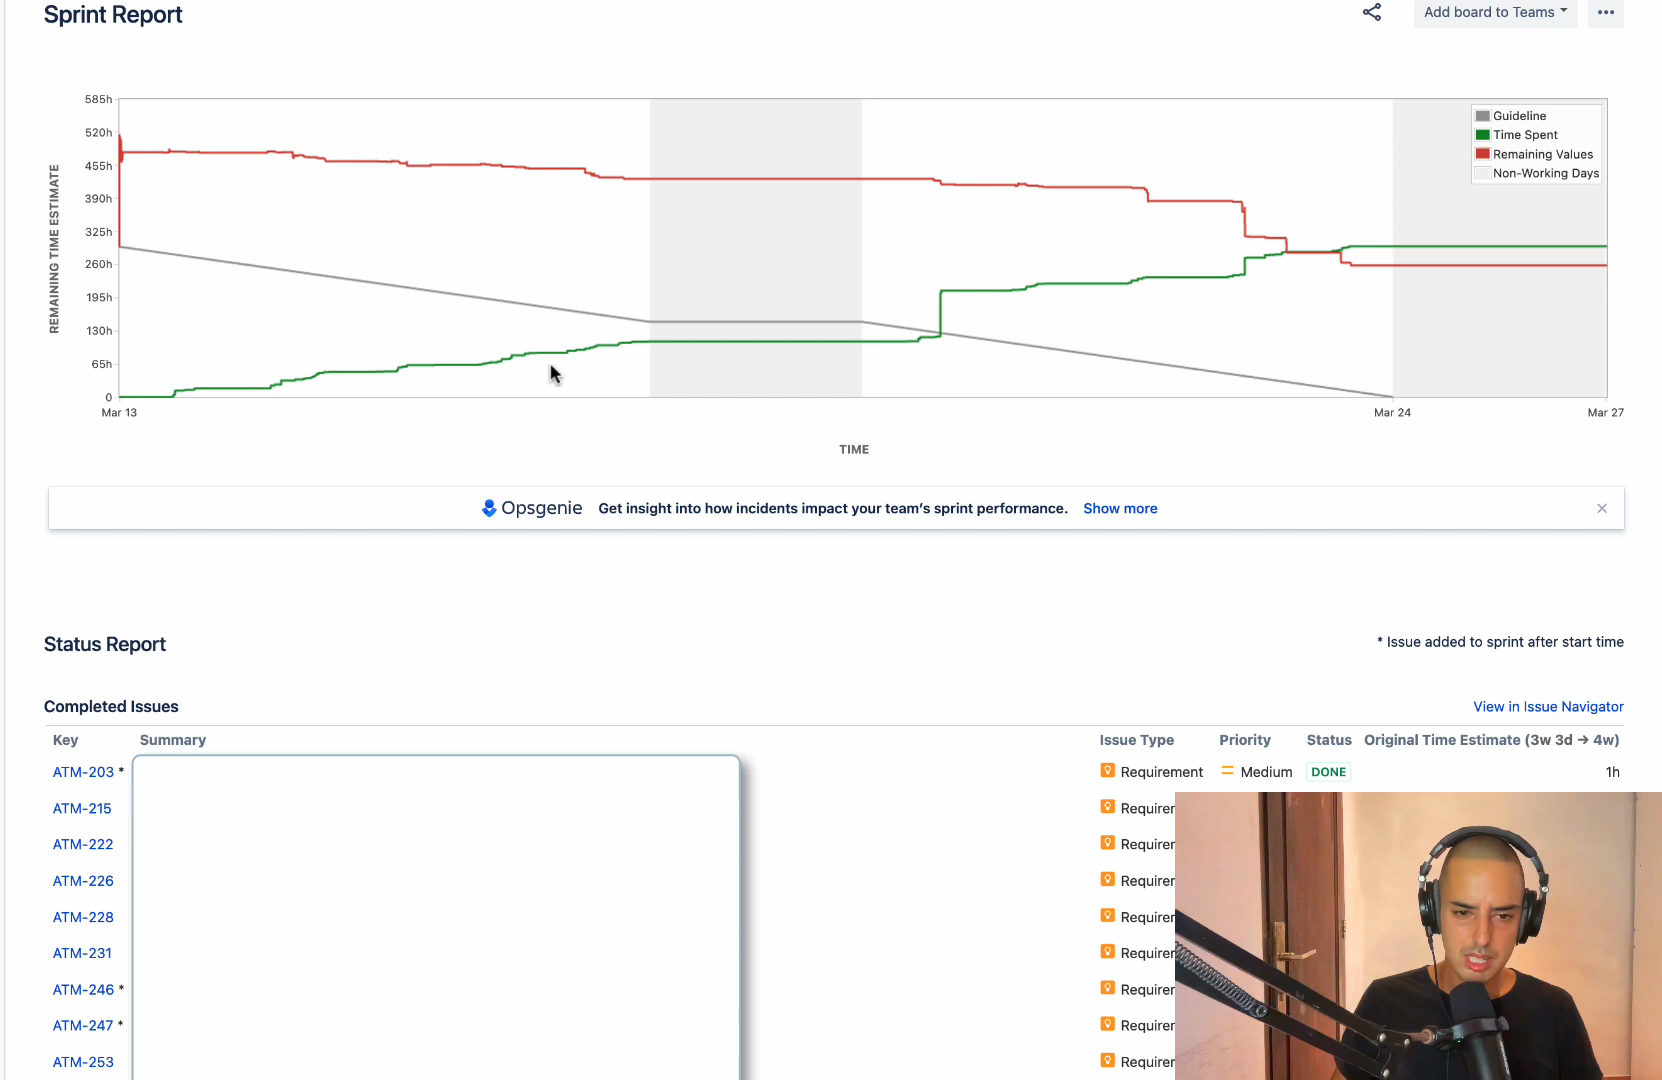 Sprint Report
Add board to Teams
585h
520h
455h
390h
325h
260h
195h
130h
65h
0
REMAINING TIME ESTIMATE
Guideline
Time Spent
Remaining Values
Non-Working Days
Mar 13
Mar 24
Mar 27
TIME
Opsgenie Get insight into how incidents impact your team's sprint performance. Show more
Status Report
* Issue added to sprint after start time
Completed Issues
View in Issue Navigator
Key Summary Issue Type Priority Status Original Time Estimate (3w 3d → 4w)
ATM-203 * Requirement Medium DONE 1h
ATM-215 Requirer
ATM-222 Requirer
ATM-226 Requirer
ATM-228 Requirer
ATM-231 Requirer
ATM-246 * Requirer
ATM-247 * Requirer
ATM-253 Requirer